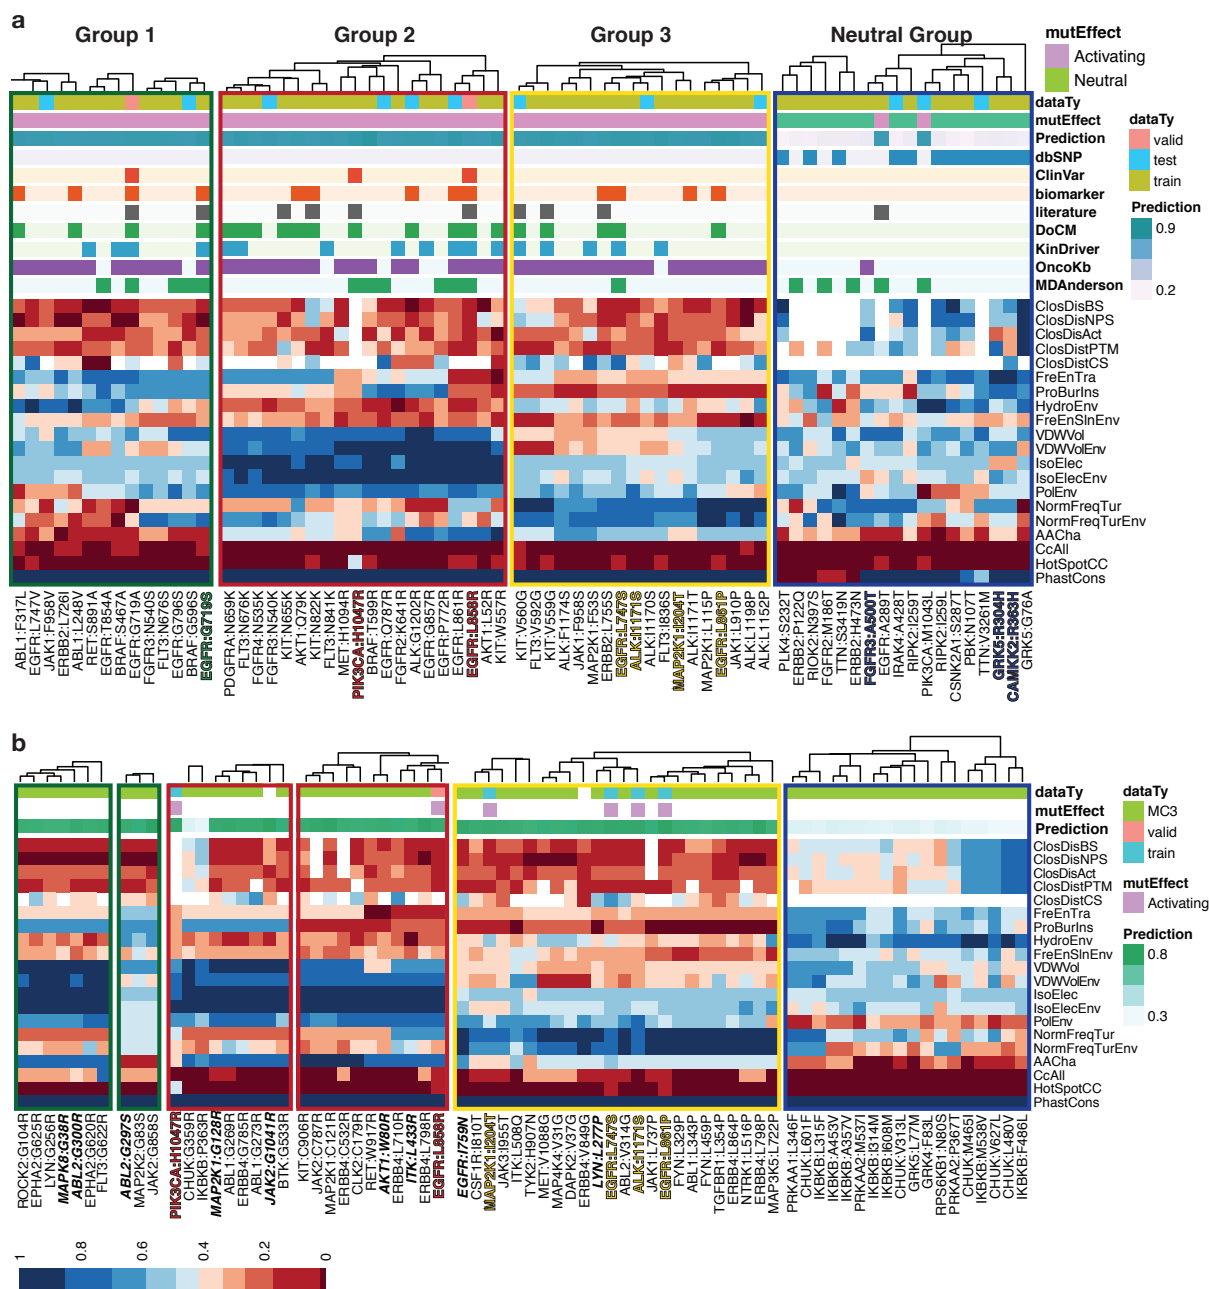 a
Group 1
Group 2
Group 3
Neutral Group
mutEffect
Activating
Neutral
dataTy
mutEffect
Prediction
dbSNP
ClinVar
biomarker
literature
DoCM
KinDriver
OncoKb
MDAnderson
ClosDisBS
ClosDisNPS
ClosDisAct
ClosDistPTM
ClosDistCS
FreEnTra
ProBurIns
HydroEnv
FreEnSInEnv
VDWVol
VDWVolEnv
IsoElec
IsoElecEnv
PolEnv
NormFreqTur
NormFreqTurEnv
AACha
CcAll
HotSpotCC
PhastCons
dataTy
valid
test
train
Prediction
0.9
0.2
ABL1:F317L
EGFR:L747V
JAK1:F958V
ERBB2:L726I
ABL1:L248V
RET:S891A
EGFR:T854A
BRAF:S467A
EGFR:G719A
FGFR3:N540S
FLT3:N676S
EGFR:G796S
BRAF:G596S
EGFR:G719S
PDGFRA:N659K
FLT3:N676K
FGFR4:N535K
FGFR3:N540K
KIT:N655K
AKT1:Q79K
KIT:N822K
FLT3:N841K
MET:H1094R
PIK3CA:H1047R
BRAF:T599R
EGFR:Q787R
FGFR2:K641R
ALK:G1202R
EGFR:G857R
EGFR:P772R
EGFR:L861R
EGFR:L858R
AKT1:L52R
KIT:W557R
KIT:V560G
FLT3:V592G
KIT:V559G
ALK:F1174S
JAK1:F958S
MAP2K1:F53S
ERBB2:L755S
EGFR:L747S
ALK:I1171S
ALK:I1170S
FLT3:I836S
MAP2K1:I204T
ALK:I1171T
MAP2K1:L115P
EGFR:L861P
JAK1:L910P
ALK:L1198P
ALK:L1152P
PLK4:S232T
ERBB2:P122Q
RIOK2:N397S
FGFR2:M186T
TTN:S3419N
ERBB2:H473N
FGFR3:A500T
EGFR:A289T
IRAK4:A428T
RIPK2:I259T
PIK3CA:M1043L
RIPK2:I259L
CSNK2A1:S287T
PBK:N107T
TTN:V3261M
GRK5:R304H
CAMKK2:R363H
GRK5:G76A
b
dataTy
mutEffect
Prediction
ClosDisBS
ClosDisNPS
ClosDisAct
ClosDistPTM
ClosDistCS
FreEnTra
ProBurIns
HydroEnv
FreEnSInEnv
VDWVol
VDWVolEnv
IsoElec
IsoElecEnv
PolEnv
NormFreqTur
NormFreqTurEnv
AACha
CcAll
HotSpotCC
PhastCons
dataTy
MC3
valid
train
mutEffect
Activating
Prediction
0.8
0.3
ROCK2:G104R
EPHA2:G625R
LYN:G256R
MAPK8:G38R
ABL2:G300R
EPHA2:G620R
FLT3:G622R
ABL2:G297S
MAP2K2:G83S
JAK2:G858S
PIK3CA:H1047R
CHUK:G359R
IKBKB:P363R
MAP2K1:G128R
ABL1:G269R
ERBB4:G785R
ABL1:G273R
JAK2:G1041R
BTK:G533R
KIT:C906R
JAK2:C787R
MAP2K1:C121R
ERBB4:C532R
CLK2:C179R
RET:W917R
AKT1:W80R
ERBB4:L710R
ITK:L433R
ERBB4:L798R
EGFR:L858R
EGFR:I759N
CSF1R:I810T
MAP2K1:I204T
JAK3:I955T
ITK:L508Q
TYK2:H907N
MET:V1088G
MAP4K4:V31G
DAPK2:V37G
ERBB4:V849G
LYN:L277P
EGFR:L747S
ABL2:V314G
ALK:I1171S
JAK1:L737P
EGFR:L861P
FYN:L329P
ABL1:L343P
FYN:L459P
TGFBR1:L354P
ERBB4:L864P
NTRK1:L516P
ERBB4:L798P
MAP3K5:L722P
PRKAA1:L346F
CHUK:L601F
IKBKB:L315F
IKBKB:A453V
IKBKB:A357V
PRKAA2:M537I
IKBKB:I314M
IKBKB:I608M
CHUK:V313L
GRK5:L77M
GRK4:F83L
RPS6KB1:N80S
PRKAA2:P367T
CHUK:M465I
IKBKB:M538V
CHUK:V626I
CHUK:A480V
IKBKB:F486L
1
0.8
0.6
0.4
0.2
0